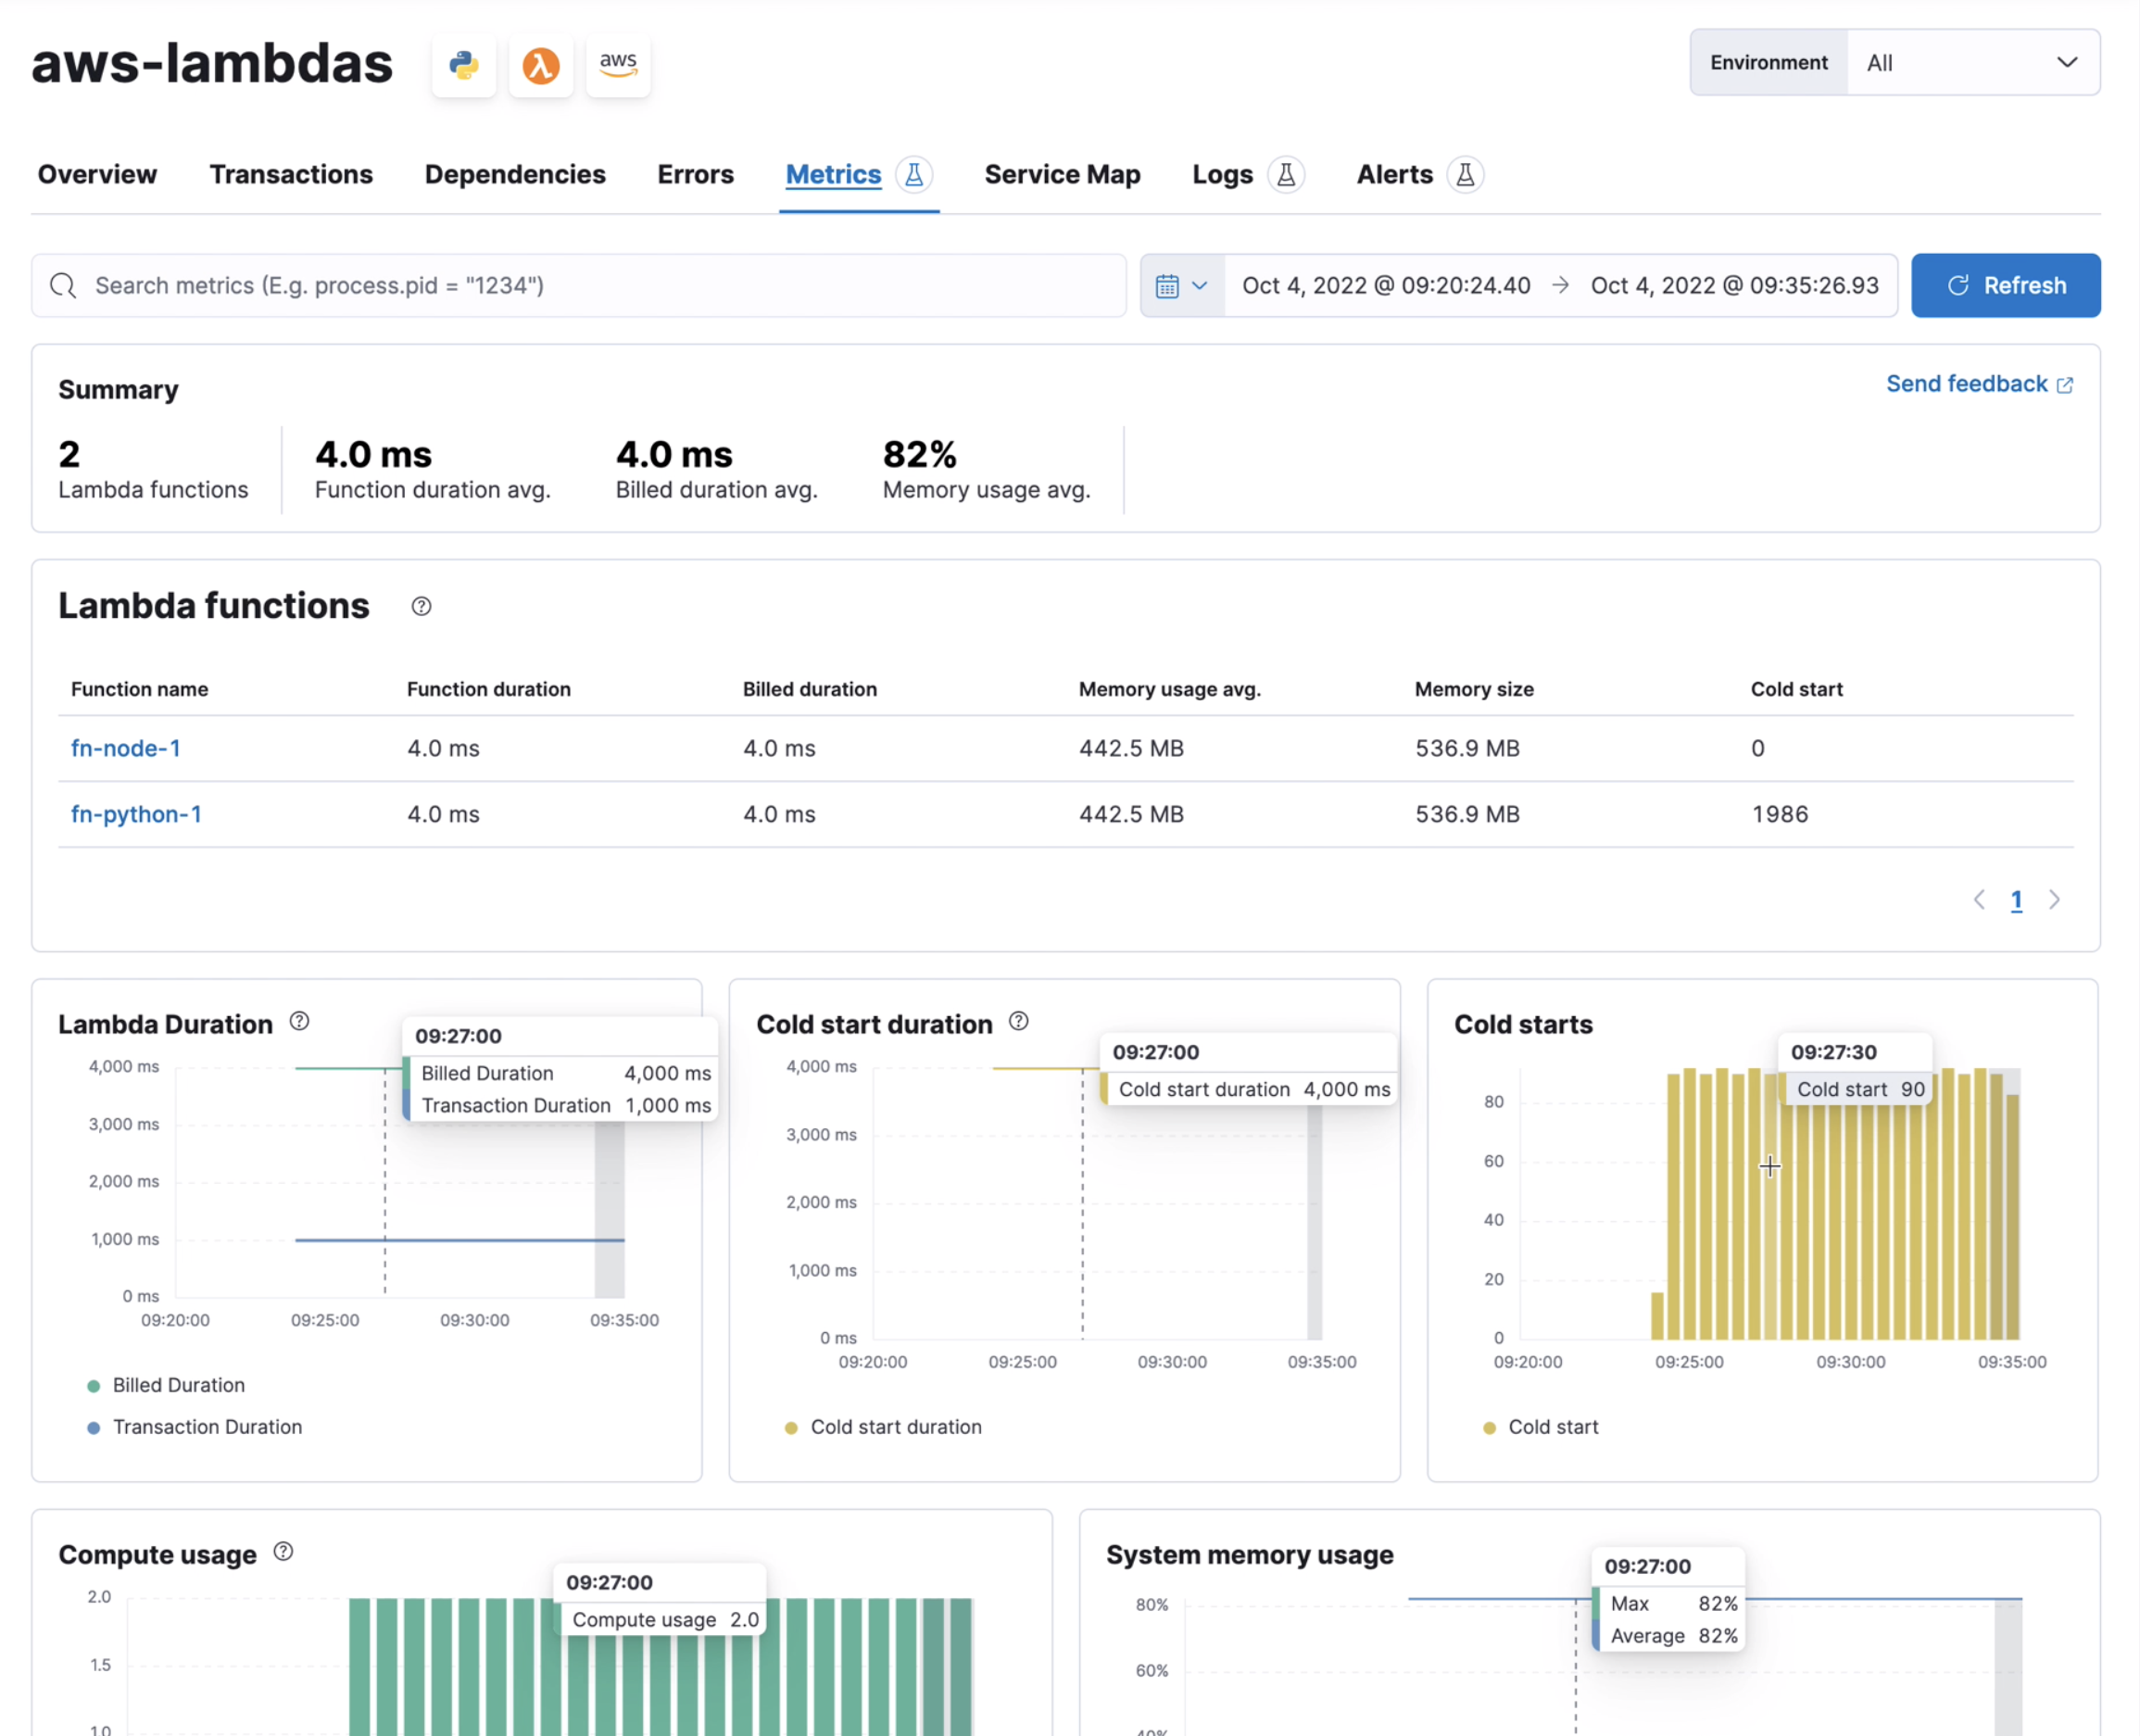 aws-lambdas
aws
Environment All
Overview Transactions Dependencies Errors Metrics Service Map Logs Alerts
Search metrics (E.g. process.pid = "1234")
Oct 4, 2022 @ 09:20:24.40 → Oct 4, 2022 @ 09:35:26.93
Refresh
Summary
Send feedback
2
Lambda functions
4.0 ms
Function duration avg.
4.0 ms
Billed duration avg.
82%
Memory usage avg.
Lambda functions
Function name Function duration Billed duration Memory usage avg. Memory size Cold start
fn-node-1 4.0 ms 4.0 ms 442.5 MB 536.9 MB 0
fn-python-1 4.0 ms 4.0 ms 442.5 MB 536.9 MB 1986
1
Lambda Duration
09:27:00
Billed Duration 4,000 ms
Transaction Duration 1,000 ms
4,000 ms
3,000 ms
2,000 ms
1,000 ms
0 ms
09:20:00 09:25:00 09:30:00 09:35:00
Billed Duration
Transaction Duration
Cold start duration
09:27:00
Cold start duration 4,000 ms
4,000 ms
3,000 ms
2,000 ms
1,000 ms
0 ms
09:20:00 09:25:00 09:30:00 09:35:00
Cold start duration
Cold starts
09:27:30
Cold start 90
80
60
40
20
0
09:20:00 09:25:00 09:30:00 09:35:00
Cold start
Compute usage
09:27:00
Compute usage 2.0
2.0
1.5
1.0
System memory usage
09:27:00
Max 82%
Average 82%
80%
60%
40%